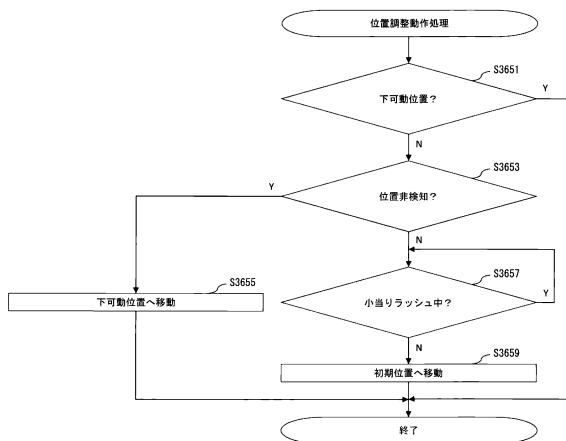 位置調整動作処理
S3651
下可動位置?
Y
N
S3653
Y
位置非検知?
N
S3655
下可動位置へ移動
S3657
小当りラッシュ中?
Y
N
S3659
初期位置へ移動
終了